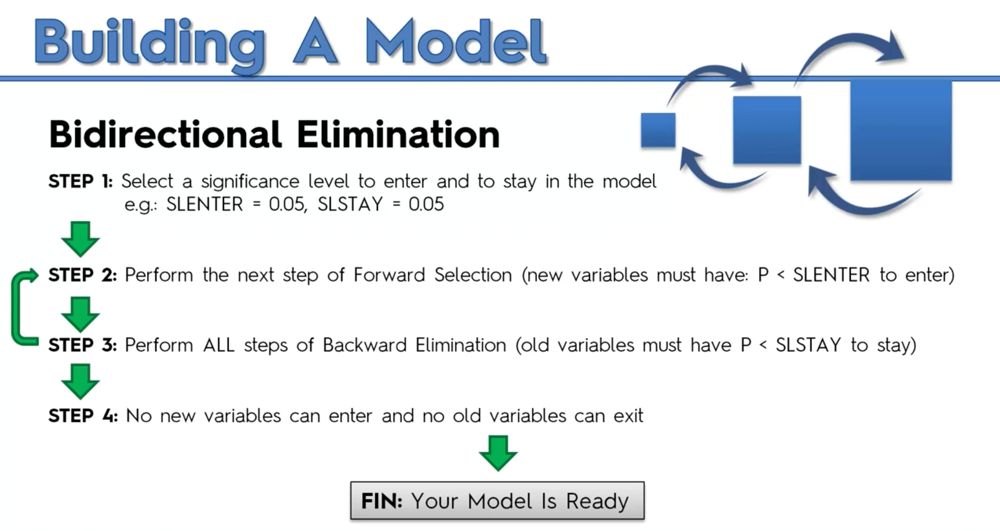 Building A Model
Bidirectional Elimination
STEP 1: Select a significance level to enter and to stay in the model
e.g.: SLENTER = 0.05, SLSTAY = 0.05
STEP 2: Perform the next step of Forward Selection (new variables must have: P < SLENTER to enter)
STEP 3: Perform ALL steps of Backward Elimination (old variables must have P < SLSTAY to stay)
STEP 4: No new variables can enter and no old variables can exit
FIN: Your Model Is Ready